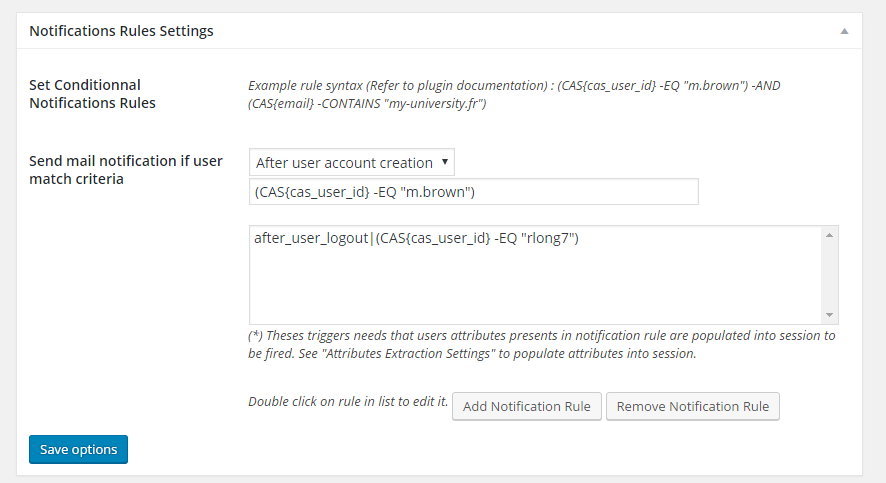 Notifications Rules Settings
Set Conditionnal
Notifications Rules
Example rule syntax (Refer to plugin documentation) : (CAS{cas_user_id} -EQ "m.brown") -AND
(CAS{email} -CONTAINS "my-university.fr")
Send mail notification if user
match criteria
After user account creation
(CAS{cas_user_id} -EQ "m.brown")
after_user_logout|(CAS{cas_user_id} -EQ "rlong7")
(*) Theses triggers needs that users attributes presents in notification rule are populated into session to
be fired. See "Attributes Extraction Settings" to populate attributes into session.
Double click on rule in list to edit it.
Add Notification Rule
Remove Notification Rule
Save options